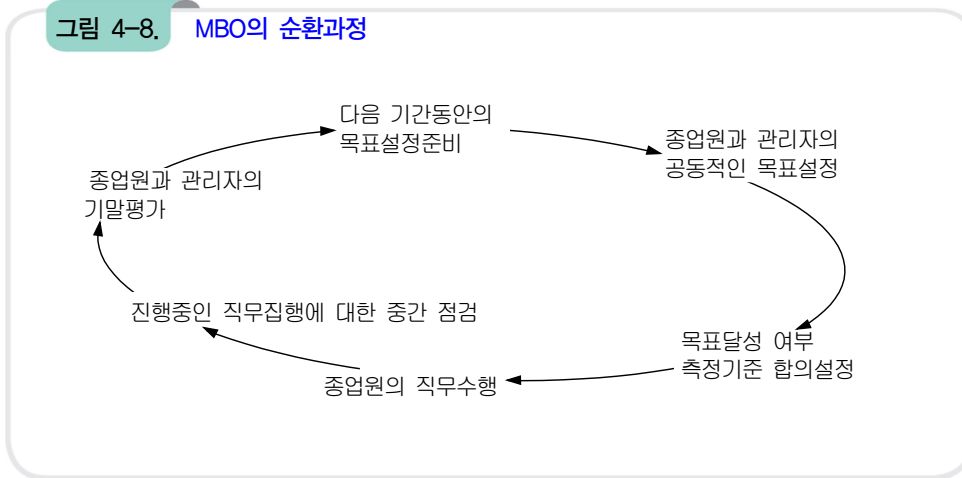 그림 4-8. MBO의 순환과정
다음 기간동안의
목표설정준비
종업원과 관리자의
공동적인 목표설정
목표달성 여부
측정기준 합의설정
종업원의 직무수행
진행중인 직무집행에 대한 중간 점검
종업원과 관리자의
기말평가